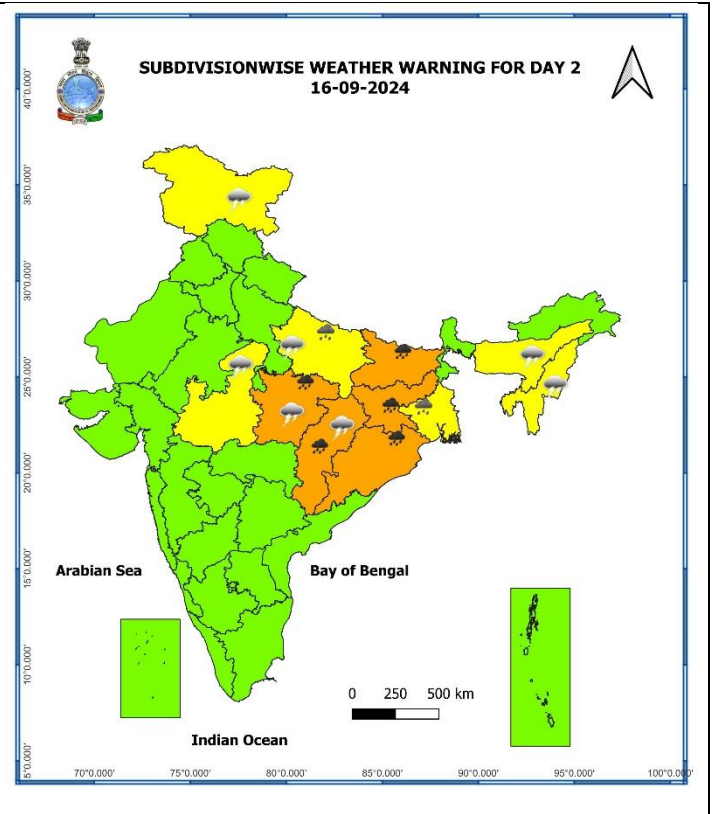 SUBDIVISIONWISE WEATHER WARNING FOR DAY 2
16-09-2024
40°0.000'
35°0.000'
30°0.000'
25°0.000'
20°0.000'
15°0.000'
10°0.000'
5°0.000'
Arabian Sea
Bay of Bengal
0 250 500 km
Indian Ocean
70°0.000' 75°0.000' 80°0.000' 85°0.000' 90°0.000' 95°0.000' 100°0.000'